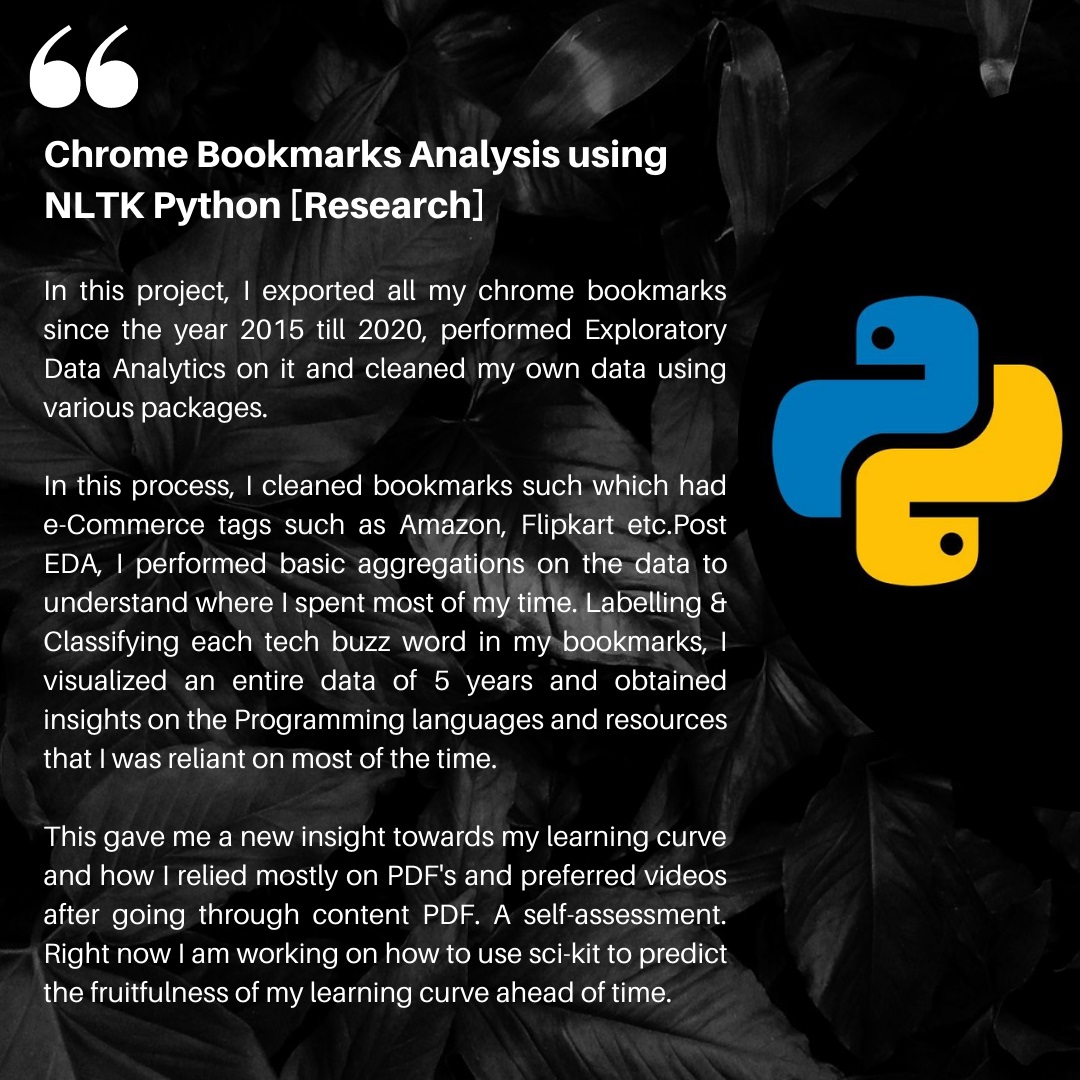 Chrome Bookmarks Analysis using
NLTK Python [Research]
In this project, I exported all my chrome bookmarks
since the year 2015 till 2020, performed Exploratory
Data Analytics on it and cleaned my own data using
various packages.
In this process, I cleaned bookmarks such which had
e-Commerce tags such as Amazon, Flipkart etc.Post
EDA, I performed basic aggregations on the data to
understand where I spent most of my time. Labelling &
Classifying each tech buzz word in my bookmarks, I
visualized an entire data of 5 years and obtained
insights on the Programming languages and resources
that I was reliant on most of the time.
This gave me a new insight towards my learning curve
and how I relied mostly on PDF's and preferred videos
after going through content PDF. A self-assessment.
Right now I am working on how to use sci-kit to predict
the fruitfulness of my learning curve ahead of time.